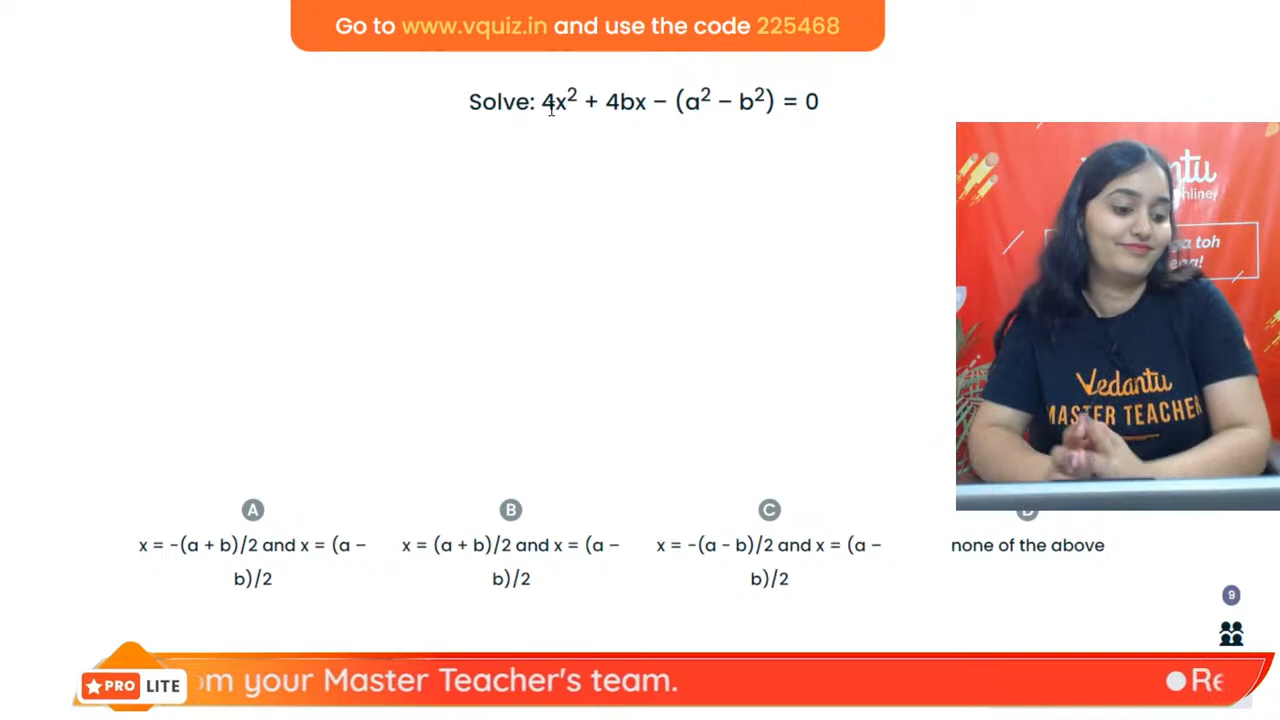 Go to www.vquiz.in and use the code 225468
Solve: 4x² + 4bx − (a² − b²) = 0
A
x = -(a + b)/2 and x = (a −
b)/2
B
x = (a + b)/2 and x = (a −
b)/2
C
x = -(a - b)/2 and x = (a −
b)/2
none of the above
Vedantu
MASTER TEACHER
9
PRO LITE
om your Master Teacher's team.
Re